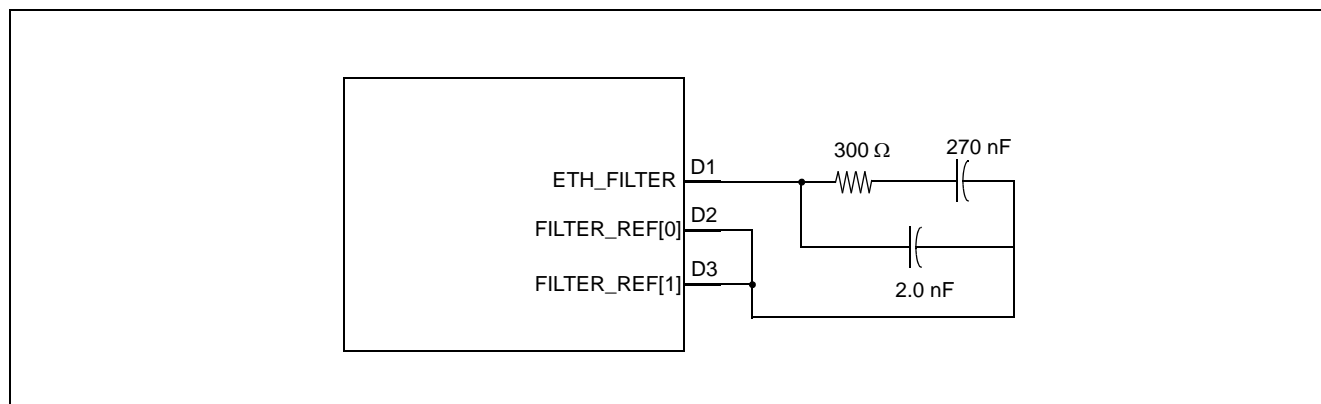 300 Ω
270 nF
ETH_FILTER
D1
FILTER_REF[0]
D2
FILTER_REF[1]
D3
2.0 nF